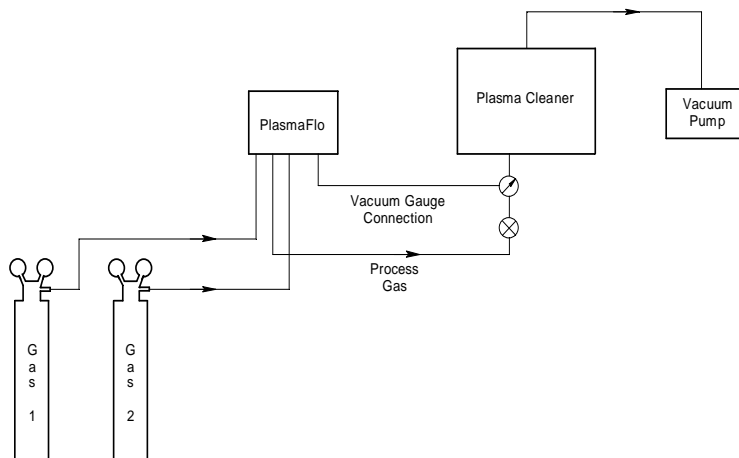 Plasma Cleaner
Vacuum
Pump
PlasmaFlo
Vacuum Gauge
Connection
Process
Gas
G
a
s
1
G
a
s
2